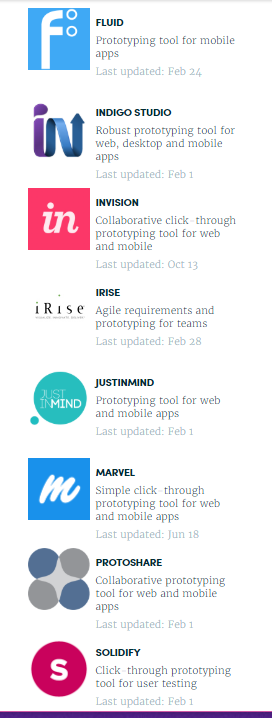 FLUID
Prototyping tool for mobile
apps
Last updated: Feb 24
IN
INDIGO STUDIO
Robust prototyping tool for
web, desktop and mobile
apps
Last updated: Feb 1
in
INVISION
Collaborative click-through
prototyping tool for web
and mobile
Last updated: Oct 13
iRise
IRISE
Agile requirements and
prototyping for teams
Last updated: Feb 28
JUST
INMIND
JUSTINMIND
Prototyping tool for web
and mobile apps
Last updated: Feb 1
m
MARVEL
Simple click-through
prototyping tool for web
and mobile apps
Last updated: Jun 18
PROTOSHARE
Collaborative prototyping
tool for web and mobile
apps
Last updated: Feb 1
S
SOLIDIFY
Click-through prototyping
tool for user testing
Last updated: Feb 1